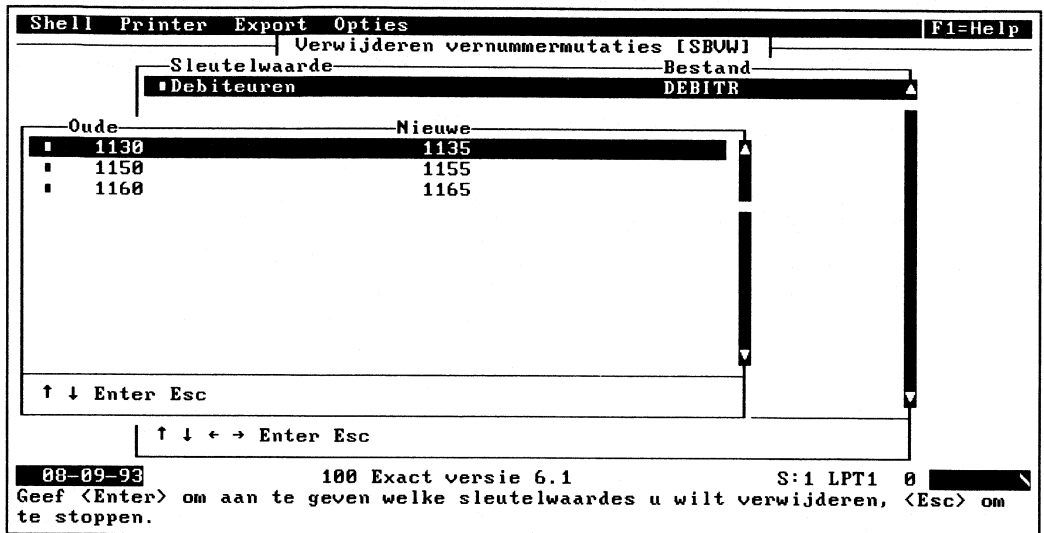 Shell Printer Export Opties F1=Help
Verwijderen vernummermutaties [SBVW]
Sleutelwaarde Bestand
Debiteuren DEBITR
Oude Nieuwe
1130 1135
1150 1155
1160 1165
↑ ↓ Enter Esc
↑ ↓ ← → Enter Esc
08-09-93 100 Exact versie 6.1 S:1 LPT1 0 \
Geef <Enter> om aan te geven welke sleutelwaardes u wilt verwijderen, <Esc> om
te stoppen.